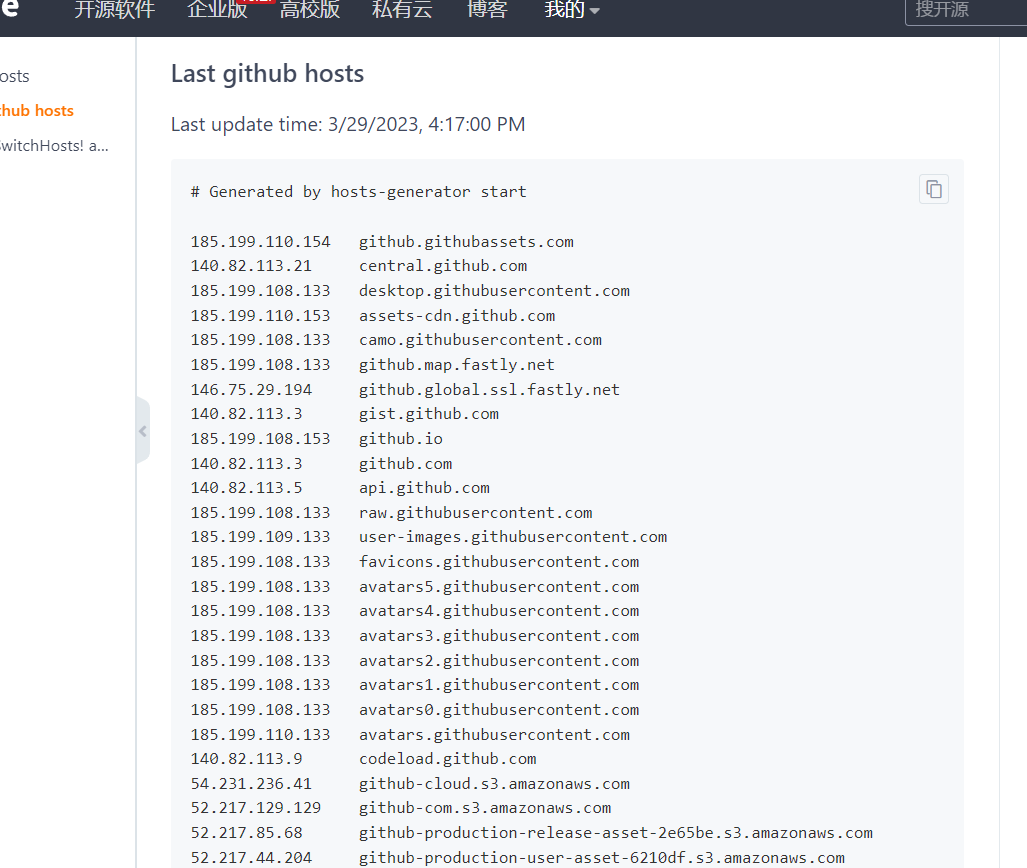 e 开源软件 企业版 高校版 私有云 博客 我的 搜开源
osts
thub hosts
SwitchHosts! a...
Last github hosts
Last update time: 3/29/2023, 4:17:00 PM
# Generated by hosts-generator start
185.199.110.154 github.githubassets.com
140.82.113.21 central.github.com
185.199.108.133 desktop.githubusercontent.com
185.199.110.153 assets-cdn.github.com
185.199.108.133 camo.githubusercontent.com
185.199.108.133 github.map.fastly.net
146.75.29.194 github.global.ssl.fastly.net
140.82.113.3 gist.github.com
185.199.108.153 github.io
140.82.113.3 github.com
140.82.113.5 api.github.com
185.199.108.133 raw.githubusercontent.com
185.199.109.133 user-images.githubusercontent.com
185.199.108.133 favicons.githubusercontent.com
185.199.108.133 avatars5.githubusercontent.com
185.199.108.133 avatars4.githubusercontent.com
185.199.108.133 avatars3.githubusercontent.com
185.199.108.133 avatars2.githubusercontent.com
185.199.108.133 avatars1.githubusercontent.com
185.199.108.133 avatars0.githubusercontent.com
185.199.110.133 avatars.githubusercontent.com
140.82.113.9 codeload.github.com
54.231.236.41 github-cloud.s3.amazonaws.com
52.217.129.129 github-com.s3.amazonaws.com
52.217.85.68 github-production-release-asset-2e65be.s3.amazonaws.com
52.217.44.204 github-production-user-asset-6210df.s3.amazonaws.com